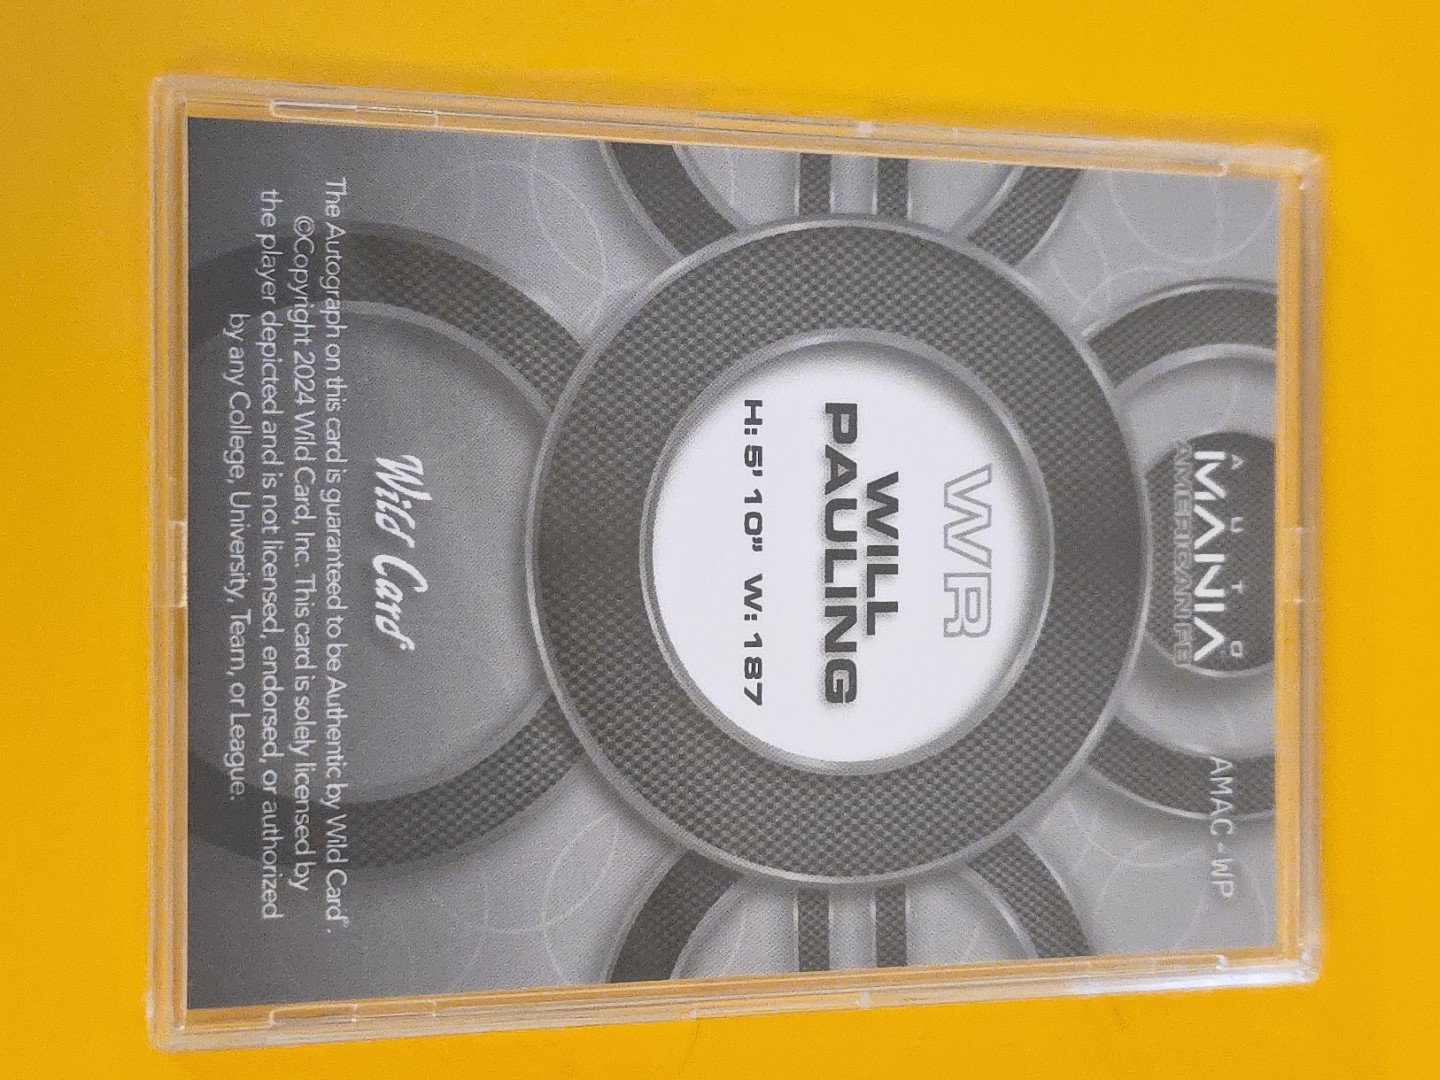 AUTO
MANIA
AMERICAN FB
AMAC-WP
WR
WILL
PAULING
H: 5' 10" W: 187
Wild Card®
The Autograph on this card is guaranteed to be Authentic by Wild Card®.
©Copyright 2024 Wild Card, Inc. This card is solely licensed by
the player depicted and is not licensed, endorsed, or authorized
by any College, University, Team, or League.